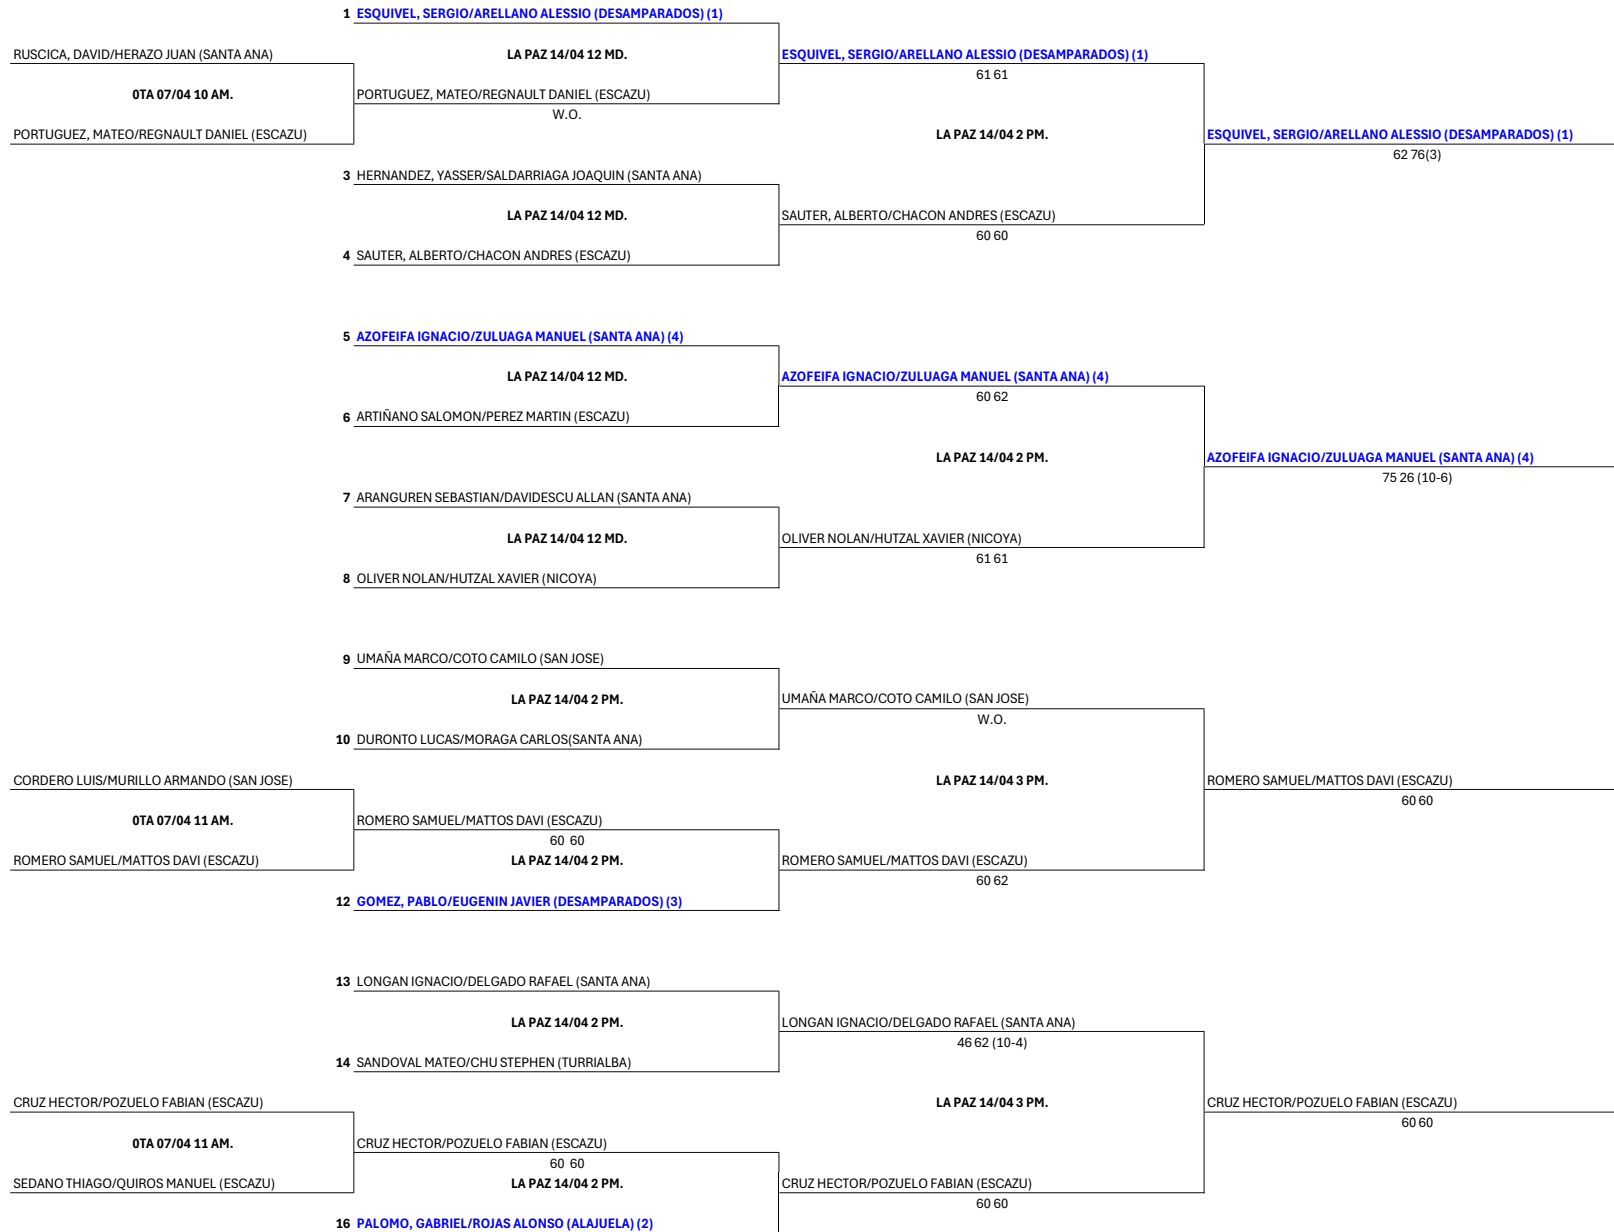 1 ESQUIVEL, SERGIO/ARELLANO ALESSIO (DESAMPARADOS) (1)
RUSCICA, DAVID/HERAZO JUAN (SANTA ANA)
LA PAZ 14/04 12 MD.
ESQUIVEL, SERGIO/ARELLANO ALESSIO (DESAMPARADOS) (1)
61 61
0TA 07/04 10 AM.
PORTUGUEZ, MATEO/REGNAULT DANIEL (ESCAZU)
W.O.
PORTUGUEZ, MATEO/REGNAULT DANIEL (ESCAZU)
LA PAZ 14/04 2 PM.
ESQUIVEL, SERGIO/ARELLANO ALESSIO (DESAMPARADOS) (1)
62 76(3)
3 HERNANDEZ, YASSER/SALDARRIAGA JOAQUIN (SANTA ANA)
LA PAZ 14/04 12 MD.
SAUTER, ALBERTO/CHACON ANDRES (ESCAZU)
60 60
4 SAUTER, ALBERTO/CHACON ANDRES (ESCAZU)
5 AZOFEIFA IGNACIO/ZULUAGA MANUEL (SANTA ANA) (4)
LA PAZ 14/04 12 MD.
AZOFEIFA IGNACIO/ZULUAGA MANUEL (SANTA ANA) (4)
60 62
6 ARTIÑANO SALOMON/PEREZ MARTIN (ESCAZU)
LA PAZ 14/04 2 PM.
AZOFEIFA IGNACIO/ZULUAGA MANUEL (SANTA ANA) (4)
75 26 (10-6)
7 ARANGUREN SEBASTIAN/DAVIDESCU ALLAN (SANTA ANA)
LA PAZ 14/04 12 MD.
OLIVER NOLAN/HUTZAL XAVIER (NICOYA)
61 61
8 OLIVER NOLAN/HUTZAL XAVIER (NICOYA)
9 UMAÑA MARCO/COTO CAMILO (SAN JOSE)
LA PAZ 14/04 2 PM.
UMAÑA MARCO/COTO CAMILO (SAN JOSE)
W.O.
10 DURONTO LUCAS/MORAGA CARLOS(SANTA ANA)
CORDERO LUIS/MURILLO ARMANDO (SAN JOSE)
LA PAZ 14/04 3 PM.
ROMERO SAMUEL/MATTOS DAVI (ESCAZU)
60 60
0TA 07/04 11 AM.
ROMERO SAMUEL/MATTOS DAVI (ESCAZU)
60 60
ROMERO SAMUEL/MATTOS DAVI (ESCAZU)
LA PAZ 14/04 2 PM.
ROMERO SAMUEL/MATTOS DAVI (ESCAZU)
60 62
12 GOMEZ, PABLO/EUGENIN JAVIER (DESAMPARADOS) (3)
13 LONGAN IGNACIO/DELGADO RAFAEL (SANTA ANA)
LA PAZ 14/04 2 PM.
LONGAN IGNACIO/DELGADO RAFAEL (SANTA ANA)
46 62 (10-4)
14 SANDOVAL MATEO/CHU STEPHEN (TURRIALBA)
CRUZ HECTOR/POZUELO FABIAN (ESCAZU)
LA PAZ 14/04 3 PM.
CRUZ HECTOR/POZUELO FABIAN (ESCAZU)
60 60
0TA 07/04 11 AM.
CRUZ HECTOR/POZUELO FABIAN (ESCAZU)
60 60
SEDANO THIAGO/QUIROS MANUEL (ESCAZU)
LA PAZ 14/04 2 PM.
CRUZ HECTOR/POZUELO FABIAN (ESCAZU)
60 60
16 PALOMO, GABRIEL/ROJAS ALONSO (ALAJUELA) (2)